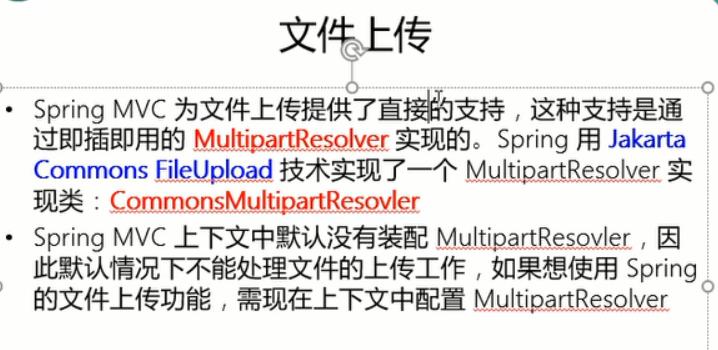 文件上传
• Spring MVC 为文件上传提供了直接的支持，这种支持是通
过即插即用的 MultipartResolver 实现的。Spring 用 Jakarta
Commons FileUpload 技术实现了一个 MultipartResolver 实
现类：CommonsMultipartResovler
• Spring MVC 上下文中默认没有装配 MultipartResovler，因
此默认情况下不能处理文件的上传工作，如果想使用 Spring
的文件上传功能，需现在上下文中配置 MultipartResolver